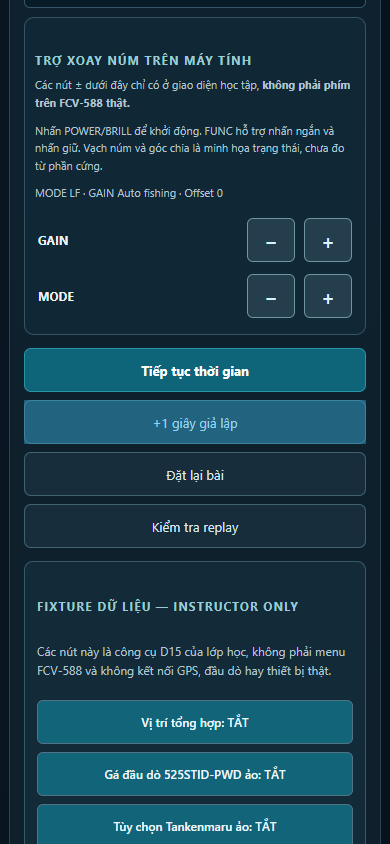 TRỢ XOAY NÚM TRÊN MÁY TÍNH
Các nút ± dưới đây chỉ có ở giao diện học tập, không phải phím
trên FCV-588 thật.
Nhấn POWER/BRILL để khởi động. FUNC hỗ trợ nhấn ngắn và
nhấn giữ. Vạch núm và góc chia là minh họa trạng thái, chưa đo
từ phần cứng.
MODE LF · GAIN Auto fishing · Offset 0
GAIN
−
+
MODE
−
+
Tiếp tục thời gian
+1 giây giả lập
Đặt lại bài
Kiểm tra replay
FIXTURE DỮ LIỆU — INSTRUCTOR ONLY
Các nút này là công cụ D15 của lớp học, không phải menu
FCV-588 và không kết nối GPS, đầu dò hay thiết bị thật.
Vị trí tổng hợp: TẮT
Gá đầu dò 525STID-PWD ảo: TẮT
Tùy chọn Tankenmaru ảo: TẮT